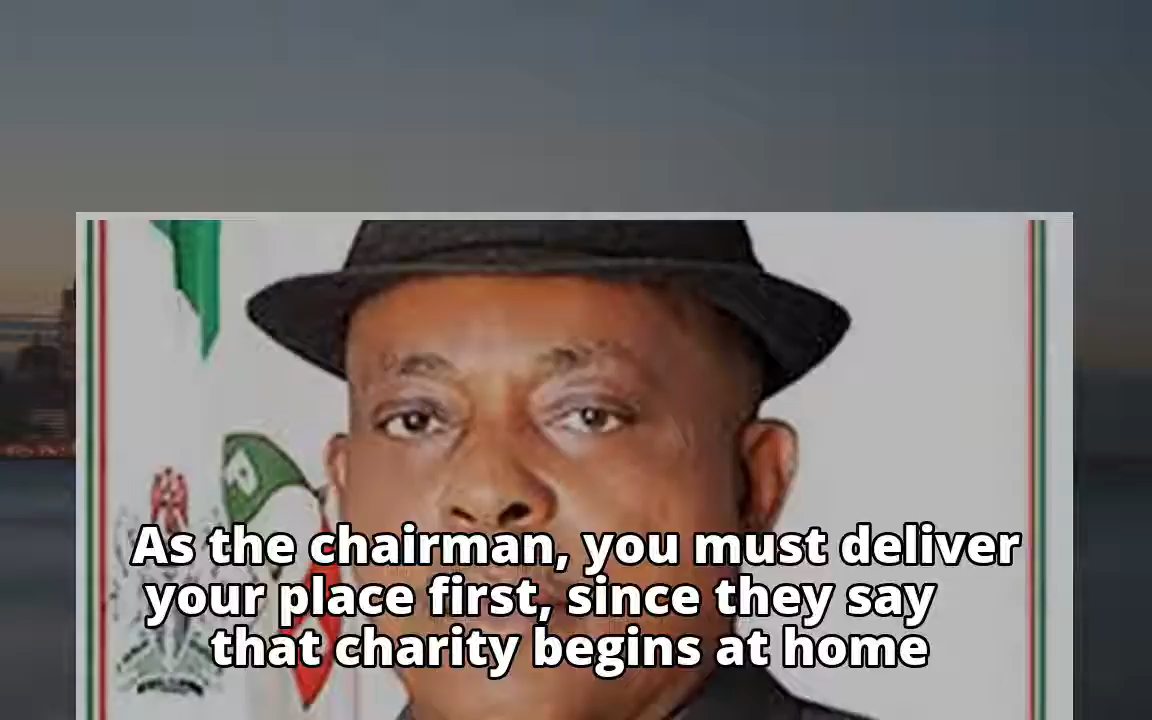 As the chairman, you must deliver
your place first, since they say
that charity begins at home